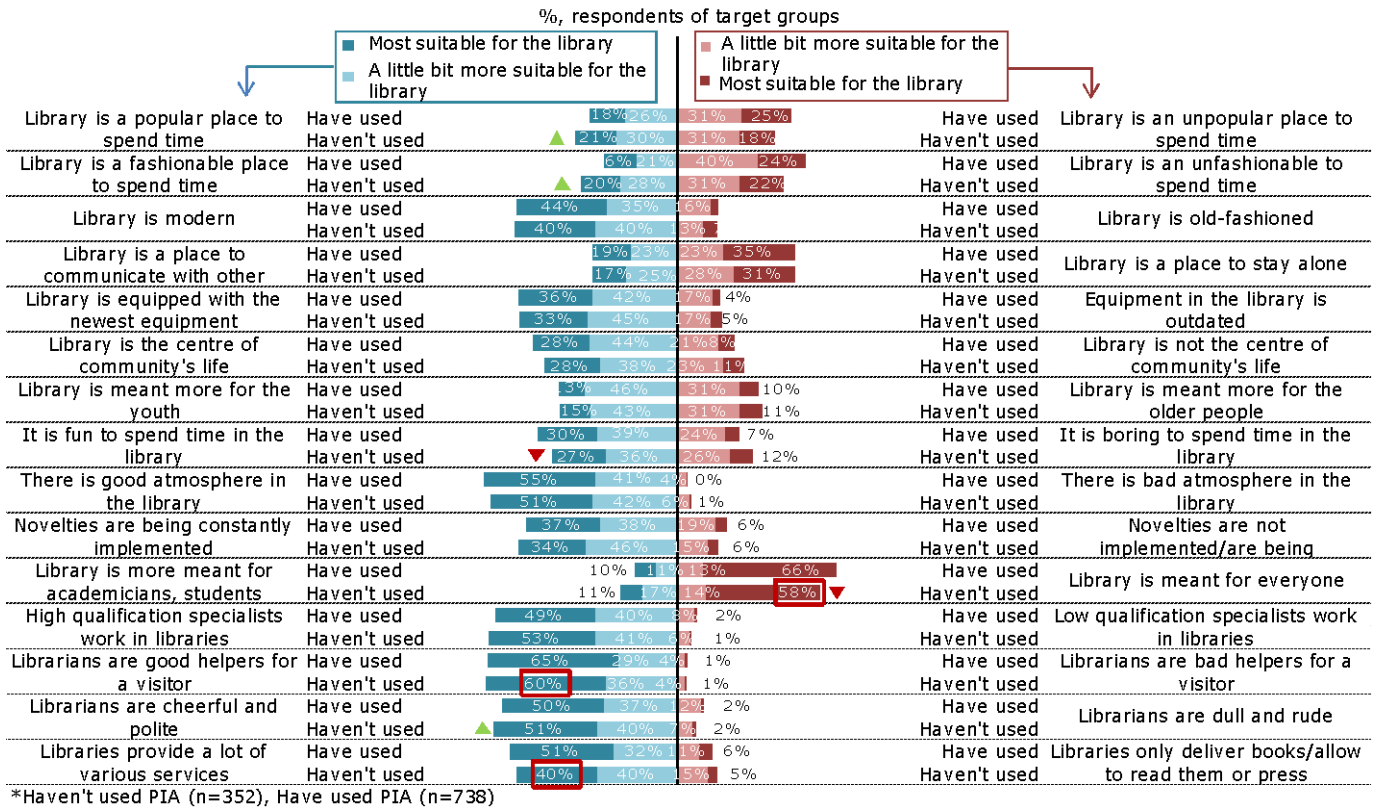 %, respondents of target groups
Most suitable for the library
A little bit more suitable for the
library
A little bit more suitable for the
library
Most suitable for the library
Library is a popular place to
spend time
Have used 18% 26% 31% 25% Have used
Haven't used 21% 30% 31% 18% Haven't used
Library is an unpopular place to
spend time
Library is a fashionable place
to spend time
Have used 6% 21% 40% 24% Have used
Haven't used 20% 28% 31% 22% Haven't used
Library is an unfashionable to
spend time
Library is modern
Have used 44% 35% 16% Have used
Haven't used 40% 40% 13% Haven't used
Library is old-fashioned
Library is a place to
communicate with other
Have used 19% 23% 23% 35% Have used
Haven't used 17% 25% 28% 31% Haven't used
Library is a place to stay alone
Library is equipped with the
newest equipment
Have used 36% 42% 17% 4% Have used
Haven't used 33% 45% 17% 5% Haven't used
Equipment in the library is
outdated
Library is the centre of
community's life
Have used 28% 44% 21% 8% Have used
Haven't used 28% 38% 23% 11% Haven't used
Library is not the centre of
community's life
Library is meant more for the
youth
Have used 3% 46% 31% 10% Have used
Haven't used 15% 43% 31% 11% Haven't used
Library is meant more for the
older people
It is fun to spend time in the
library
Have used 30% 39% 24% 7% Have used
Haven't used 27% 36% 26% 12% Haven't used
It is boring to spend time in the
library
There is good atmosphere in
the library
Have used 55% 41% 4% 0% Have used
Haven't used 51% 42% 6% 1% Haven't used
There is bad atmosphere in the
library
Novelties are being constantly
implemented
Have used 37% 38% 19% 6% Have used
Haven't used 34% 46% 15% 6% Haven't used
Novelties are not
implemented/are being
Library is more meant for
academicians, students
Have used 10% 11% 13% 66% Have used
Haven't used 11% 17% 14% 58% Haven't used
Library is meant for everyone
High qualification specialists
work in libraries
Have used 49% 40% 8% 2% Have used
Haven't used 53% 41% 6% 1% Haven't used
Low qualification specialists work
in libraries
Librarians are good helpers for
a visitor
Have used 65% 29% 4% 1% Have used
Haven't used 60% 36% 4% 1% Haven't used
Librarians are bad helpers for a
visitor
Librarians are cheerful and
polite
Have used 50% 37% 12% 2% Have used
Haven't used 51% 40% 7% 2% Haven't used
Librarians are dull and rude
Libraries provide a lot of
various services
Have used 51% 32% 11% 6% Have used
Haven't used 40% 40% 15% 5% Haven't used
Libraries only deliver books/allow
to read them or press
*Haven't used PIA (n=352), Have used PIA (n=738)